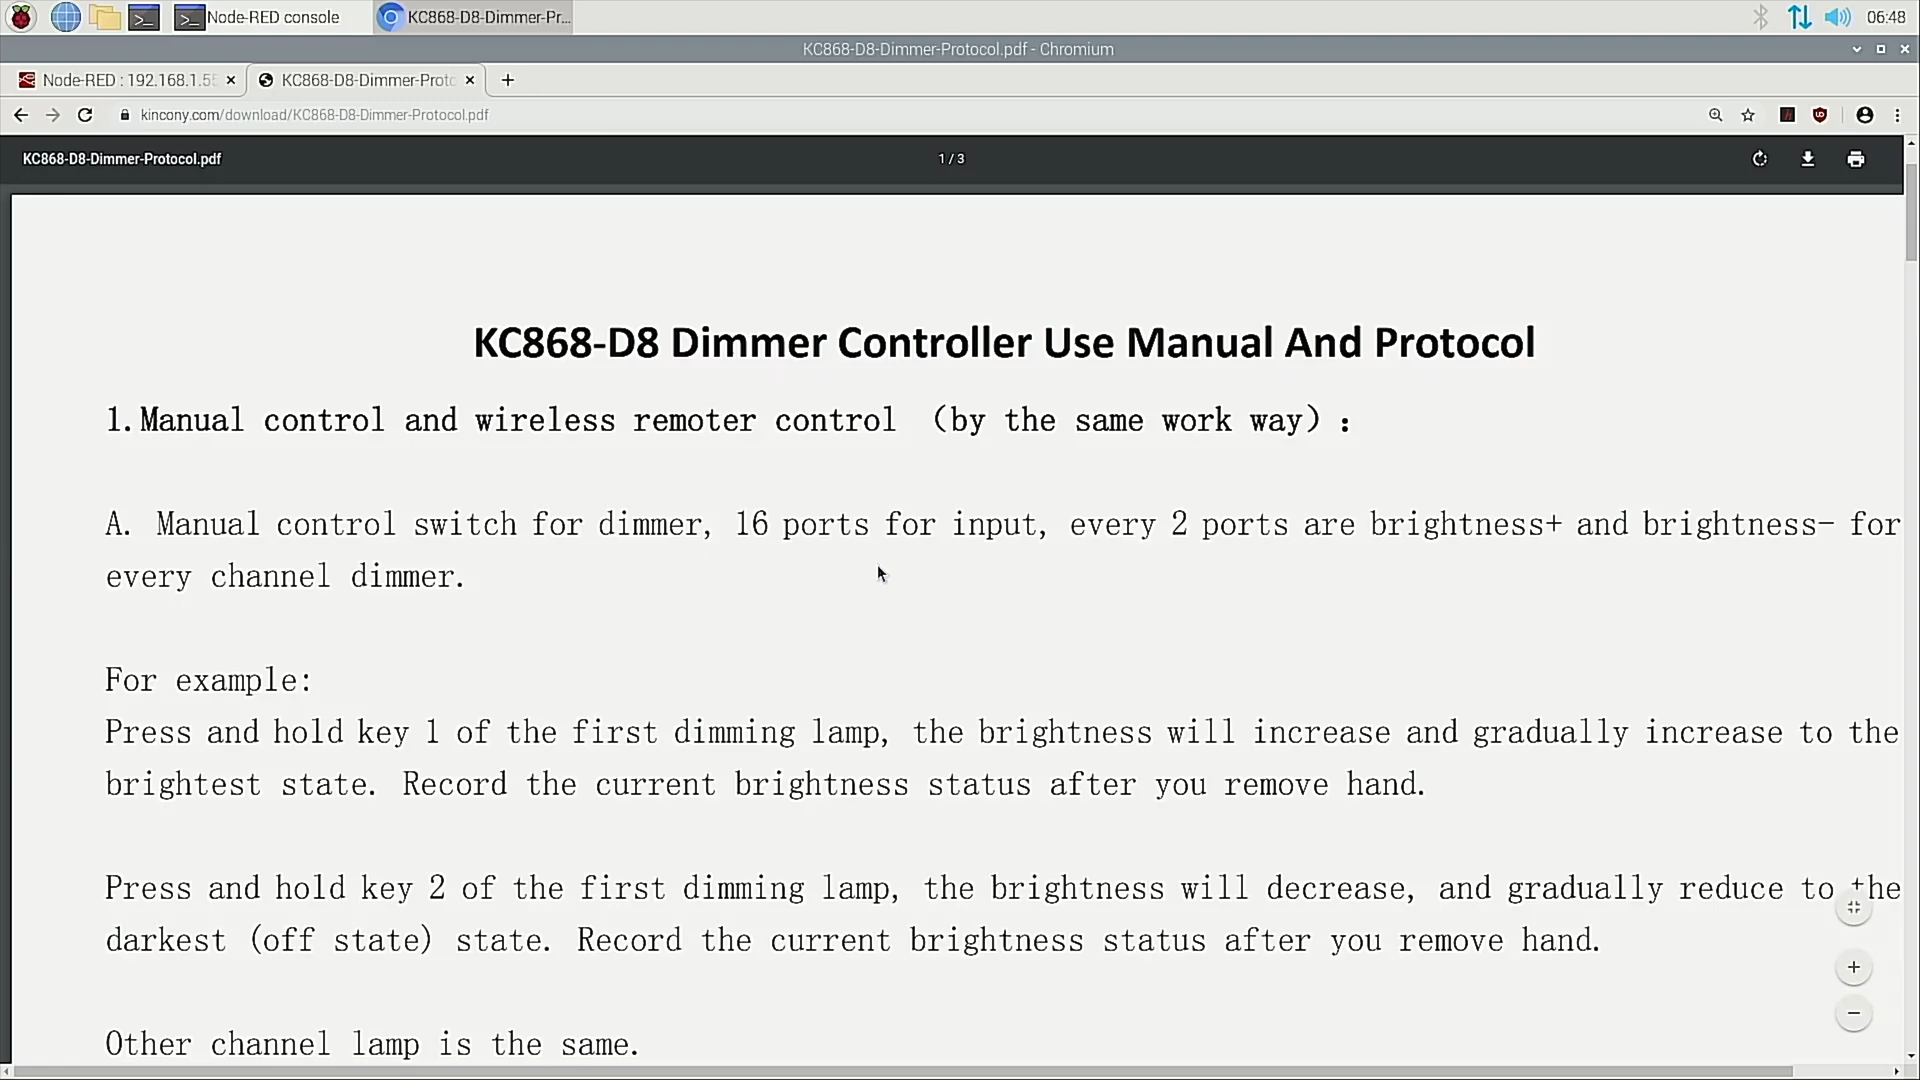 Node-RED console
KC868-D8-Dimmer-Pr...
06:48
KC868-D8-Dimmer-Protocol.pdf - Chromium
Node-RED : 192.168.1.55
KC868-D8-Dimmer-Proto
kincony.com/download/KC868-D8-Dimmer-Protocol.pdf
KC868-D8-Dimmer-Protocol.pdf
1 / 3
KC868-D8 Dimmer Controller Use Manual And Protocol
1.Manual control and wireless remoter control （by the same work way）：
A. Manual control switch for dimmer, 16 ports for input, every 2 ports are brightness+ and brightness- for
every channel dimmer.
For example:
Press and hold key 1 of the first dimming lamp, the brightness will increase and gradually increase to the
brightest state. Record the current brightness status after you remove hand.
Press and hold key 2 of the first dimming lamp, the brightness will decrease, and gradually reduce to the
darkest (off state) state. Record the current brightness status after you remove hand.
Other channel lamp is the same.